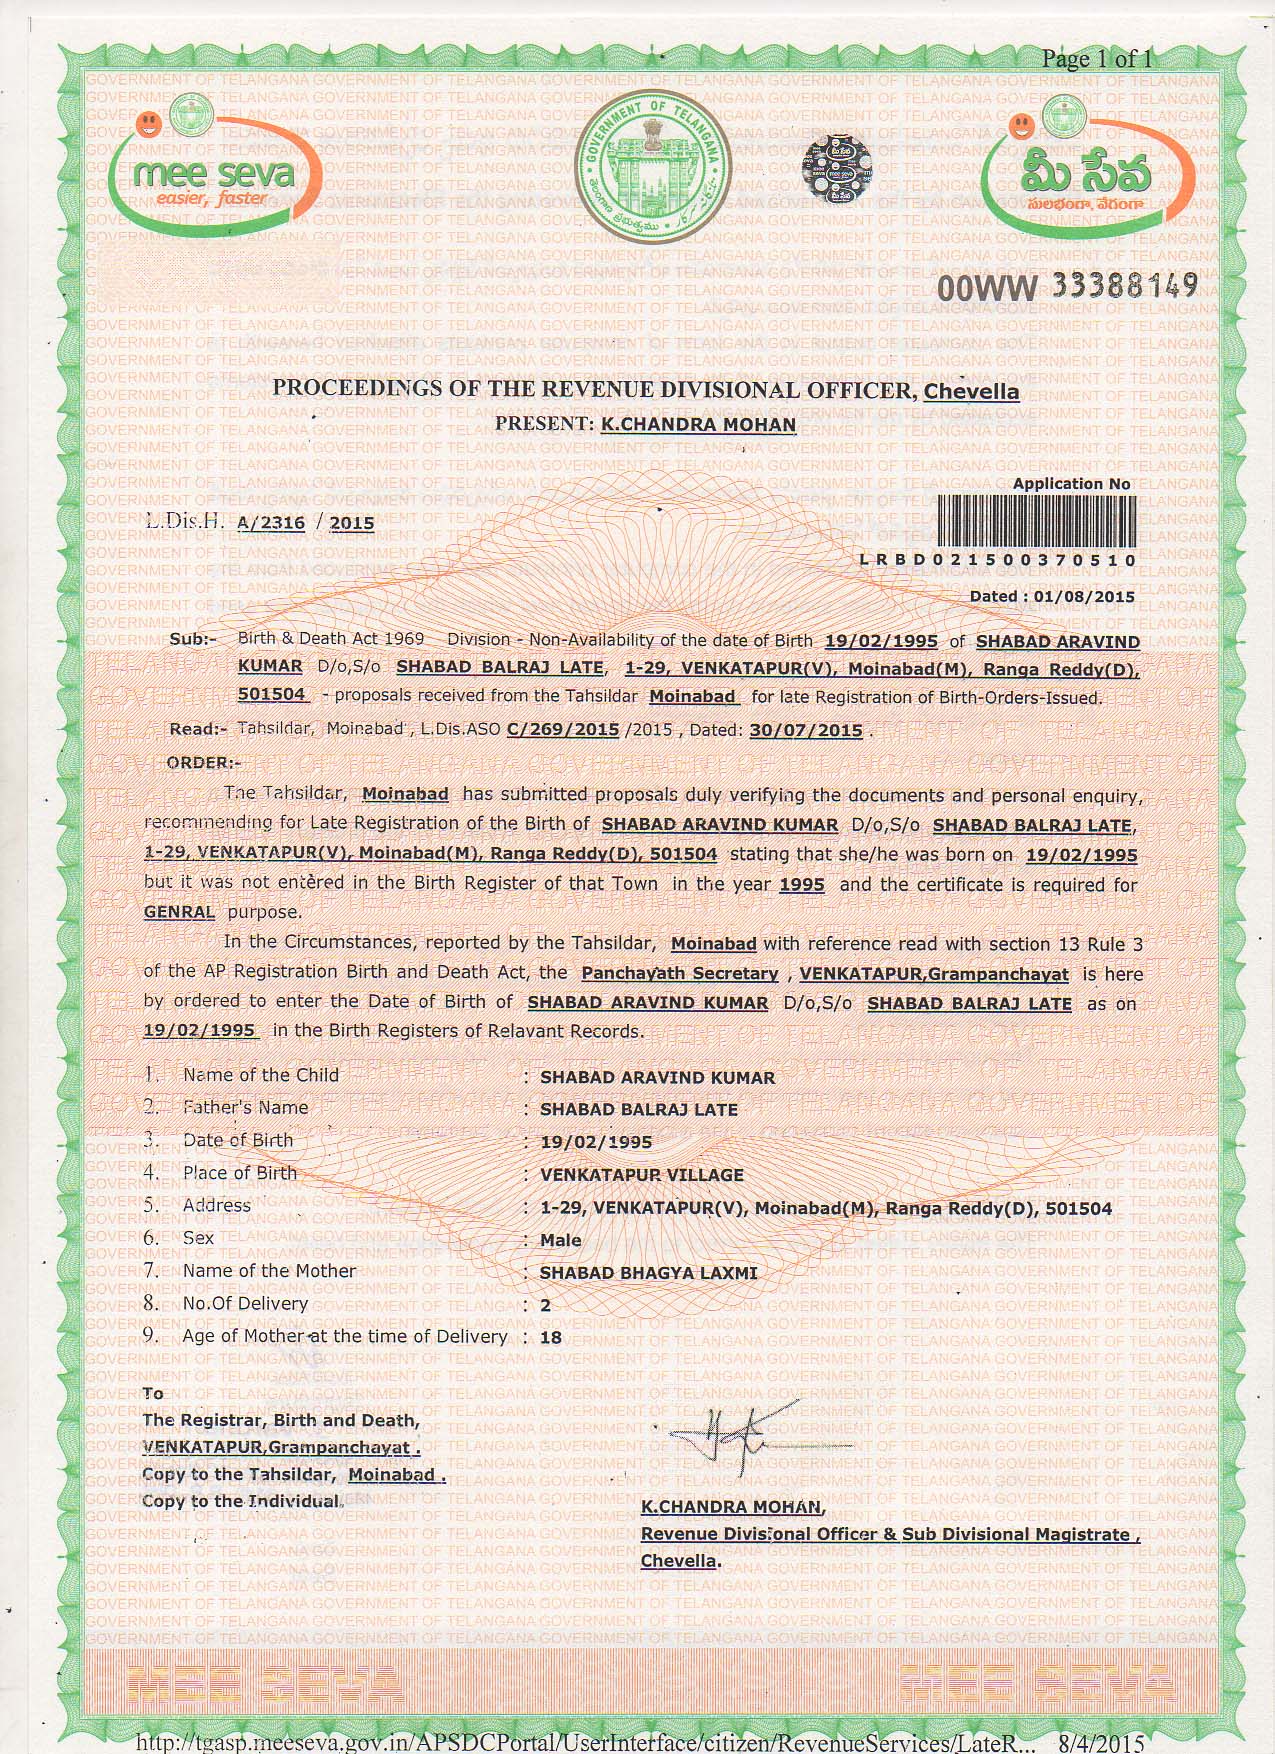 Page 1 of 1
mee seva
easier, faster
GOVERNMENT OF TELANGANA
తెలంగాణ ప్రభుత్వము
మీ సేవ
సులభంగా, వేగంగా
00WW 33388149
PROCEEDINGS OF THE REVENUE DIVISIONAL OFFICER, Chevella
PRESENT: K.CHANDRA MOHAN
Application No
L.Dis.H. A/2316 / 2015
LRBD021500370510
Dated : 01/08/2015
Sub:- Birth & Death Act 1969 Division - Non-Availability of the date of Birth 19/02/1995 of SHABAD ARAVIND
KUMAR D/o,S/o SHABAD BALRAJ LATE, 1-29, VENKATAPUR(V), Moinabad(M), Ranga Reddy(D),
501504 - proposals received from the Tahsildar Moinabad for late Registration of Birth-Orders-Issued.
Read:- Tahsildar, Moinabad , L.Dis.ASO C/269/2015 /2015 , Dated: 30/07/2015 .
ORDER:-
The Tahsildar, Moinabad has submitted proposals duly verifying the documents and personal enquiry,
recommending for Late Registration of the Birth of SHABAD ARAVIND KUMAR D/o,S/o SHABAD BALRAJ LATE,
1-29, VENKATAPUR(V), Moinabad(M), Ranga Reddy(D), 501504 stating that she/he was born on 19/02/1995
but it was not entered in the Birth Register of that Town in the year 1995 and the certificate is required for
GENRAL purpose.
In the Circumstances, reported by the Tahsildar, Moinabad with reference read with section 13 Rule 3
of the AP Registration Birth and Death Act, the Panchayath Secretary , VENKATAPUR,Grampanchayat is here
by ordered to enter the Date of Birth of SHABAD ARAVIND KUMAR D/o,S/o SHABAD BALRAJ LATE as on
19/02/1995 in the Birth Registers of Relavant Records.
1. Name of the Child : SHABAD ARAVIND KUMAR
2. Father's Name : SHABAD BALRAJ LATE
3. Date of Birth : 19/02/1995
4. Place of Birth : VENKATAPUR VILLAGE
5. Address : 1-29, VENKATAPUR(V), Moinabad(M), Ranga Reddy(D), 501504
6. Sex : Male
7. Name of the Mother : SHABAD BHAGYA LAXMI
8. No.Of Delivery : 2
9. Age of Mother at the time of Delivery : 18
To
The Registrar, Birth and Death,
VENKATAPUR,Grampanchayat .
Copy to the Tahsildar, Moinabad .
Copy to the Individual.
K.CHANDRA MOHAN,
Revenue Divisional Officer & Sub Divisional Magistrate ,
Chevella.
MEE SEVA MEE SEVA
http://tgasp.meeseva.gov.in/APSDCPortal/UserInterface/citizen/RevenueServices/LateR... 8/4/2015